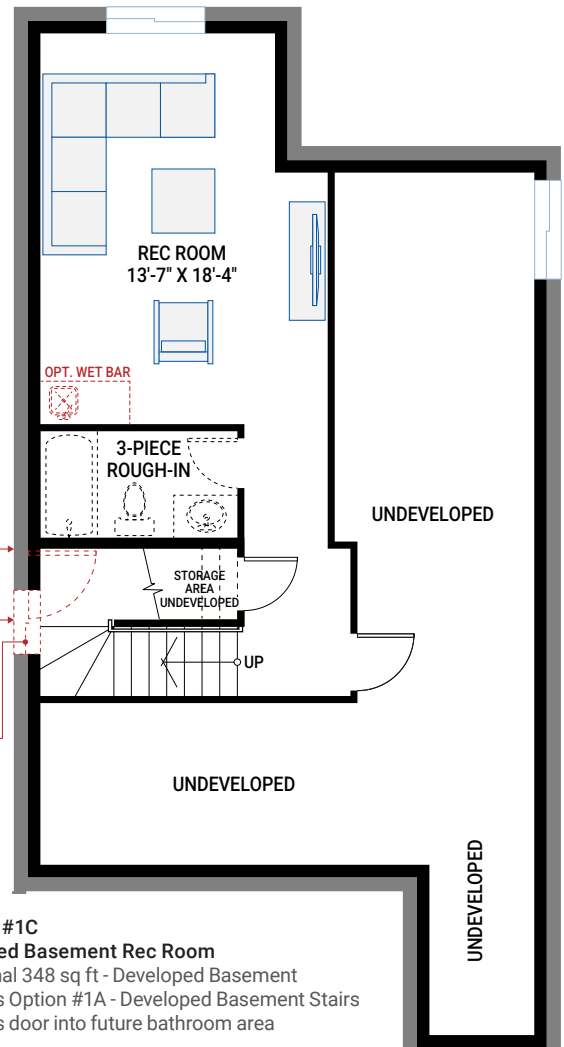 REC ROOM
13'-7" X 18'-4"
OPT. WET BAR
3-PIECE
ROUGH-IN
UNDEVELOPED
STORAGE
AREA
UNDEVELOPED
UP
UNDEVELOPED
UNDEVELOPED
#1C
ed Basement Rec Room
nal 348 sq ft - Developed Basement
s Option #1A - Developed Basement Stairs
s door into future bathroom area